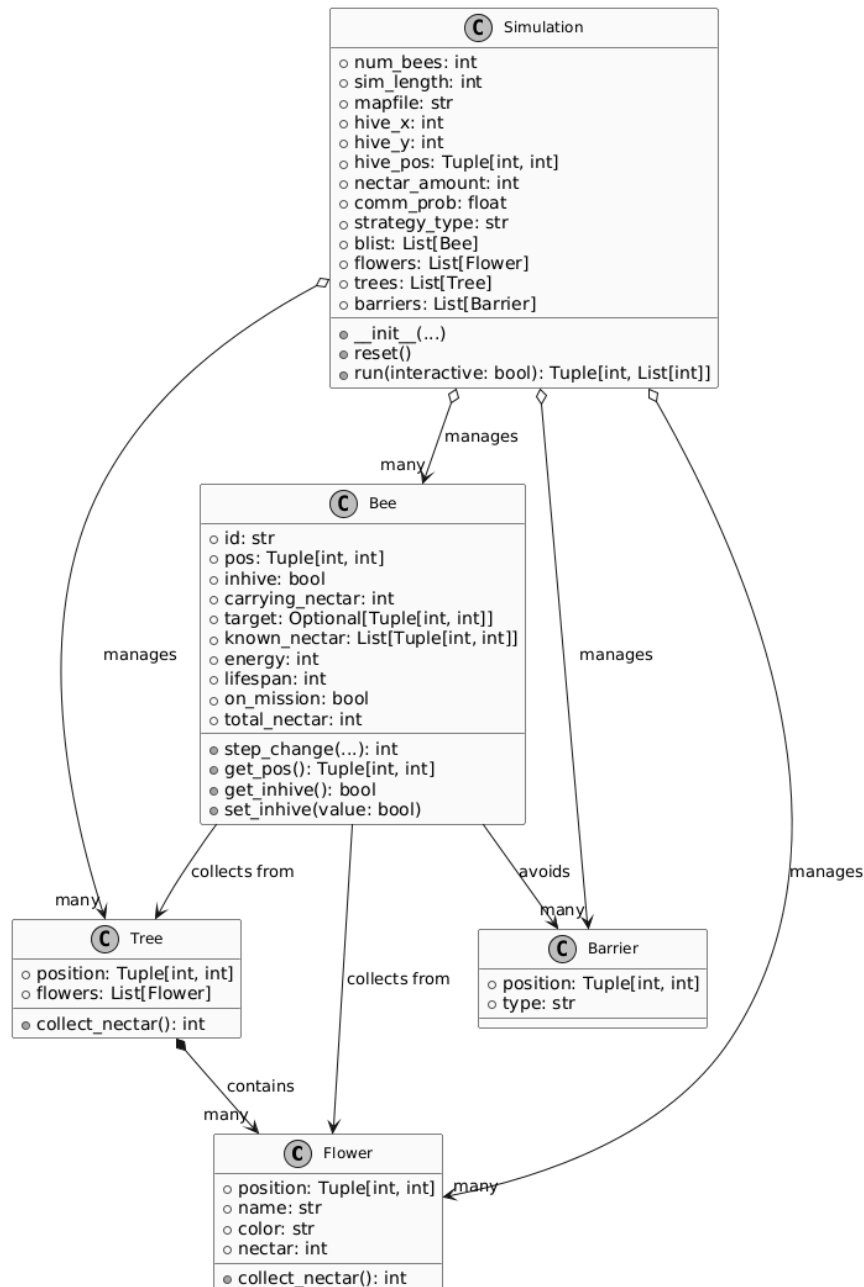 C Simulation
num_bees: int
sim_length: int
mapfile: str
hive_x: int
hive_y: int
hive_pos: Tuple[int, int]
nectar_amount: int
comm_prob: float
strategy_type: str
blist: List[Bee]
flowers: List[Flower]
trees: List[Tree]
barriers: List[Barrier]
__init__(...)
reset()
run(interactive: bool): Tuple[int, List[int]]
manages
many
C Bee
id: str
pos: Tuple[int, int]
inhive: bool
carrying_nectar: int
target: Optional[Tuple[int, int]]
known_nectar: List[Tuple[int, int]]
energy: int
lifespan: int
on_mission: bool
total_nectar: int
step_change(...): int
get_pos(): Tuple[int, int]
get_inhive(): bool
set_inhive(value: bool)
manages
manages
collects from
avoids
manages
many
many
C Tree
position: Tuple[int, int]
flowers: List[Flower]
collect_nectar(): int
collects from
C Barrier
position: Tuple[int, int]
type: str
contains
many
C Flower
position: Tuple[int, int]
name: str
color: str
nectar: int
collect_nectar(): int
many